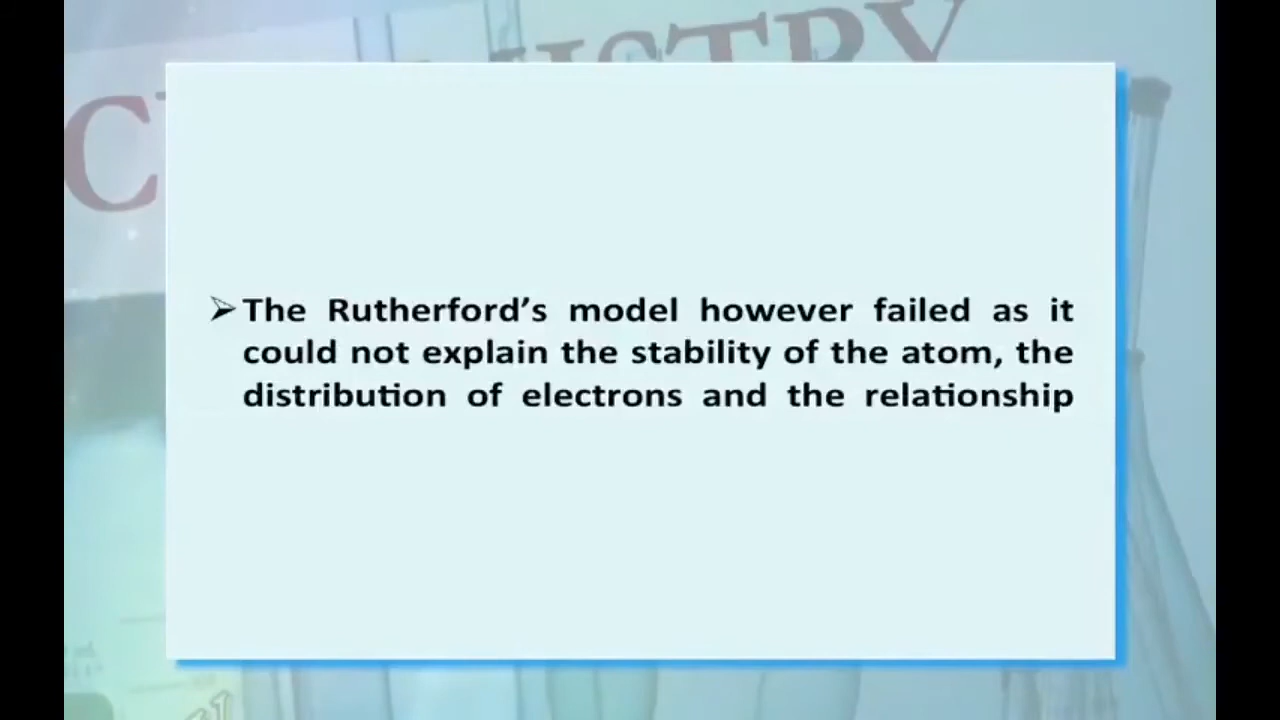 The Rutherford’s model however failed as it
could not explain the stability of the atom, the
distribution of electrons and the relationship